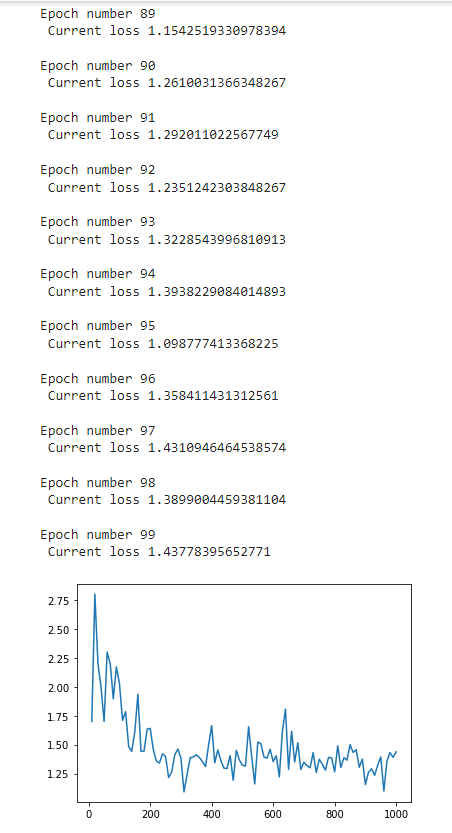 Epoch number 89
Current loss 1.1542519330978394
Epoch number 90
Current loss 1.2610031366348267
Epoch number 91
Current loss 1.292011022567749
Epoch number 92
Current loss 1.2351242303848267
Epoch number 93
Current loss 1.3228543996810913
Epoch number 94
Current loss 1.3938229084014893
Epoch number 95
Current loss 1.098777413368225
Epoch number 96
Current loss 1.358411431312561
Epoch number 97
Current loss 1.4310946464538574
Epoch number 98
Current loss 1.3899004459381104
Epoch number 99
Current loss 1.43778395652771
2.75
2.50
2.25
2.00
1.75
1.50
1.25
0 200 400 600 800 1000